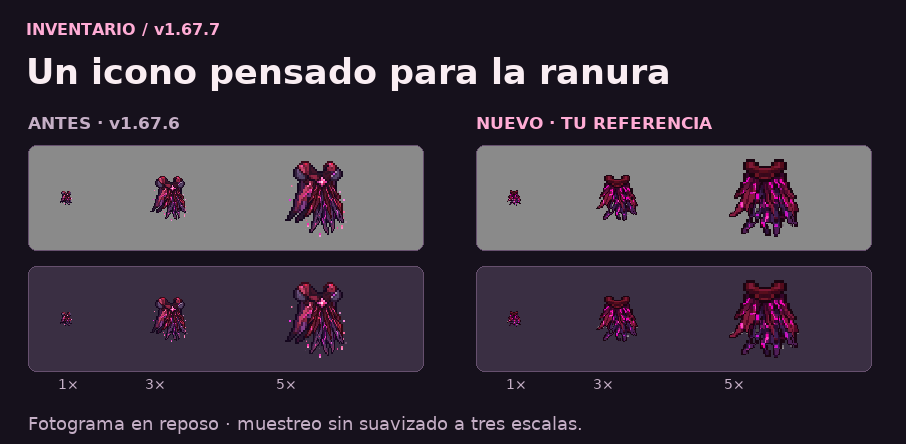 INVENTARIO / v1.67.7
Un icono pensado para la ranura
ANTES · v1.67.6
NUEVO · TU REFERENCIA
1×
3×
5×
1×
3×
5×
Fotograma en reposo · muestreo sin suavizado a tres escalas.